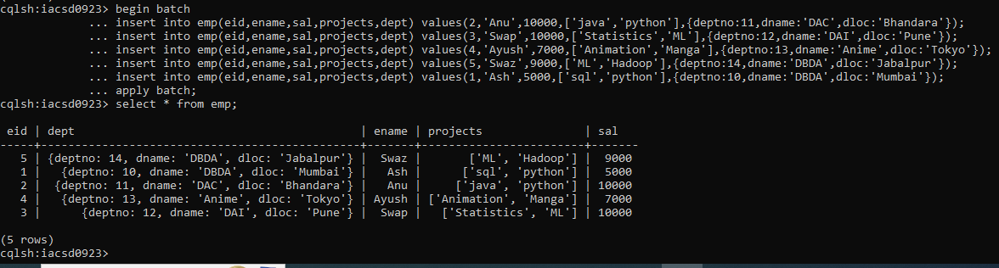 cqlsh:iacsd0923> begin batch
             ... insert into emp(eid,ename,sal,projects,dept) values(2,'Anu',10000,['java','python'],{deptno:11,dname:'DAC',dloc:'Bhandara'});
             ... insert into emp(eid,ename,sal,projects,dept) values(3,'Swap',10000,['Statistics','ML'],{deptno:12,dname:'DAI',dloc:'Pune'});
             ... insert into emp(eid,ename,sal,projects,dept) values(4,'Ayush',7000,['Animation','Manga'],{deptno:13,dname:'Anime',dloc:'Tokyo'});
             ... insert into emp(eid,ename,sal,projects,dept) values(5,'Swaz',9000,['ML','Hadoop'],{deptno:14,dname:'DBDA',dloc:'Jabalpur'});
             ... insert into emp(eid,ename,sal,projects,dept) values(1,'Ash',5000,['sql','python'],{deptno:10,dname:'DBDA',dloc:'Mumbai'});
             ... apply batch;
cqlsh:iacsd0923> select * from emp;
 eid | dept                                          | ename | projects               | sal
-----+-----------------------------------------------+-------+------------------------+-------
   5 | {deptno: 14, dname: 'DBDA', dloc: 'Jabalpur'} |  Swaz |       ['ML', 'Hadoop'] |  9000
   1 |   {deptno: 10, dname: 'DBDA', dloc: 'Mumbai'} |   Ash |      ['sql', 'python'] |  5000
   2 |  {deptno: 11, dname: 'DAC', dloc: 'Bhandara'} |   Anu |     ['java', 'python'] | 10000
   4 |   {deptno: 13, dname: 'Anime', dloc: 'Tokyo'} | Ayush | ['Animation', 'Manga'] |  7000
   3 |      {deptno: 12, dname: 'DAI', dloc: 'Pune'} |  Swap |   ['Statistics', 'ML'] | 10000
(5 rows)
cqlsh:iacsd0923>